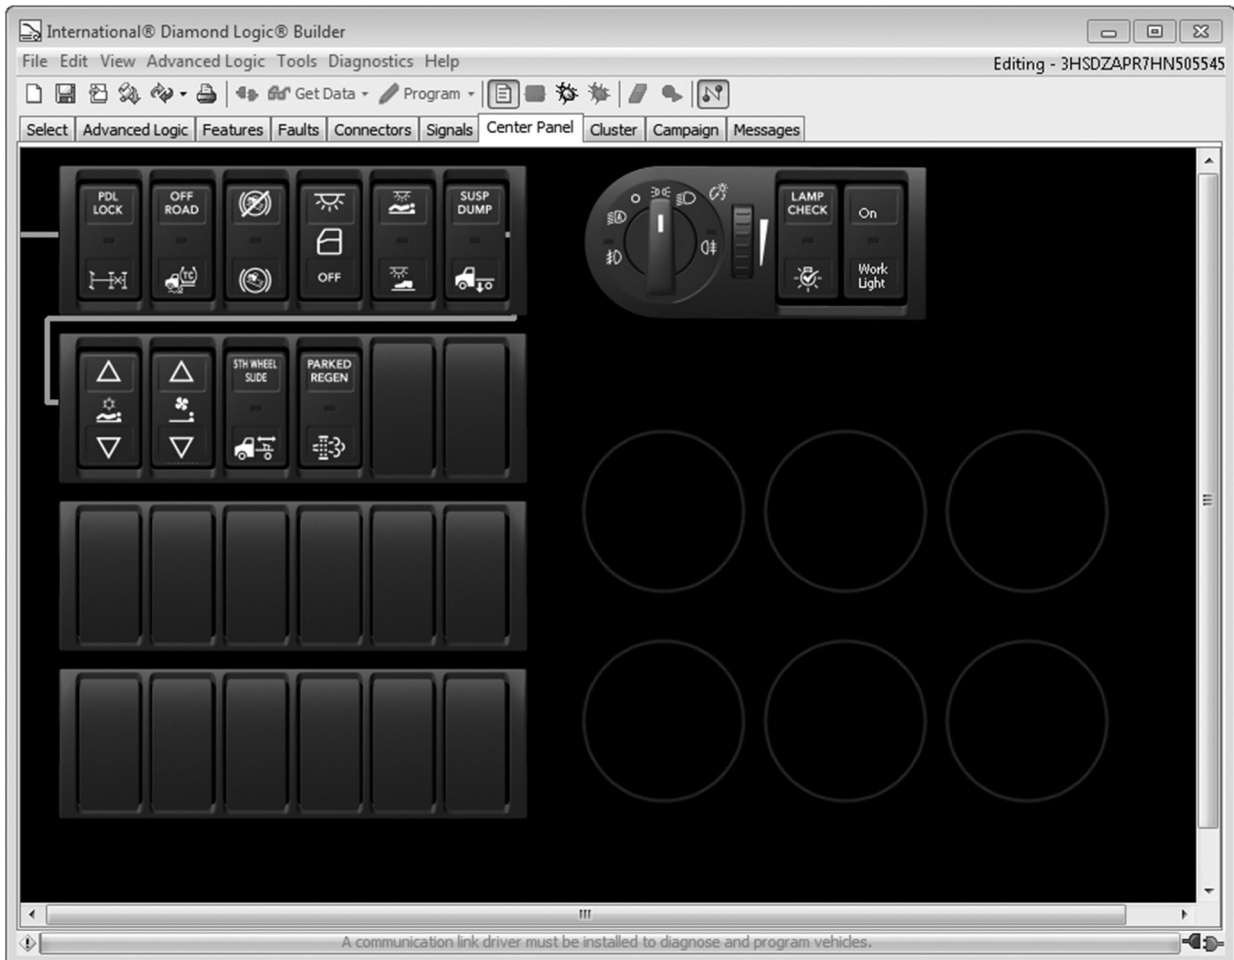 International® Diamond Logic® Builder
File Edit View Advanced Logic Tools Diagnostics Help
Editing - 3HSDZAPR7HN505545
Get Data
Program
Select Advanced Logic Features Faults Connectors Signals Center Panel Cluster Campaign Messages
PDL
LOCK
OFF
ROAD
TC
OFF
SUSP
DUMP
A
LAMP
CHECK
On
Work
Light
5TH WHEEL
SLIDE
PARKED
REGEN
A communication link driver must be installed to diagnose and program vehicles.